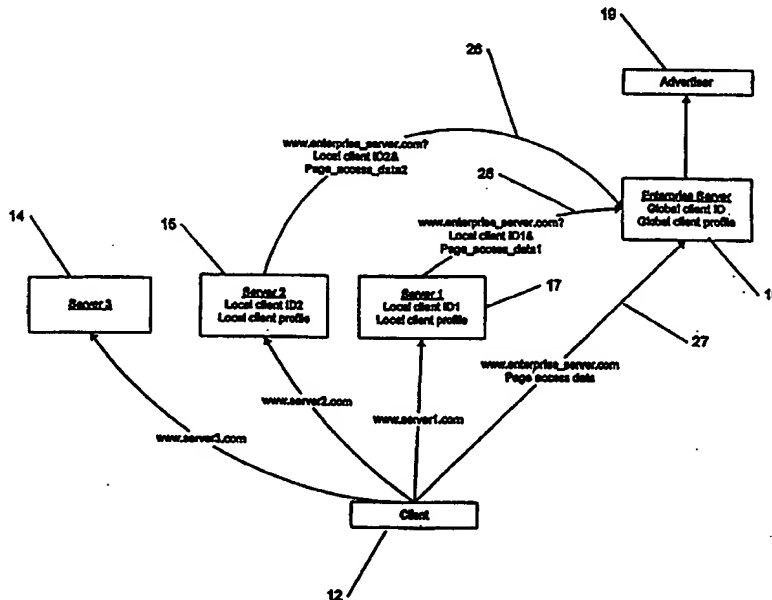 26
19
Advertiser
www.enterprise_server.com?
Local client ID2&
Page_access_data2
14
15
26
www.enterprise_server.com?
Local client ID1&
Page_access_data1
Enterprise Server
Global client ID
Global client profile
Server 3
Server 2
Local client ID2
Local client profile
Server 1
Local client ID1
Local client profile
17
27
www.enterprise_server.com
Page access data
www.server3.com
www.server2.com
www.server1.com
Client
12